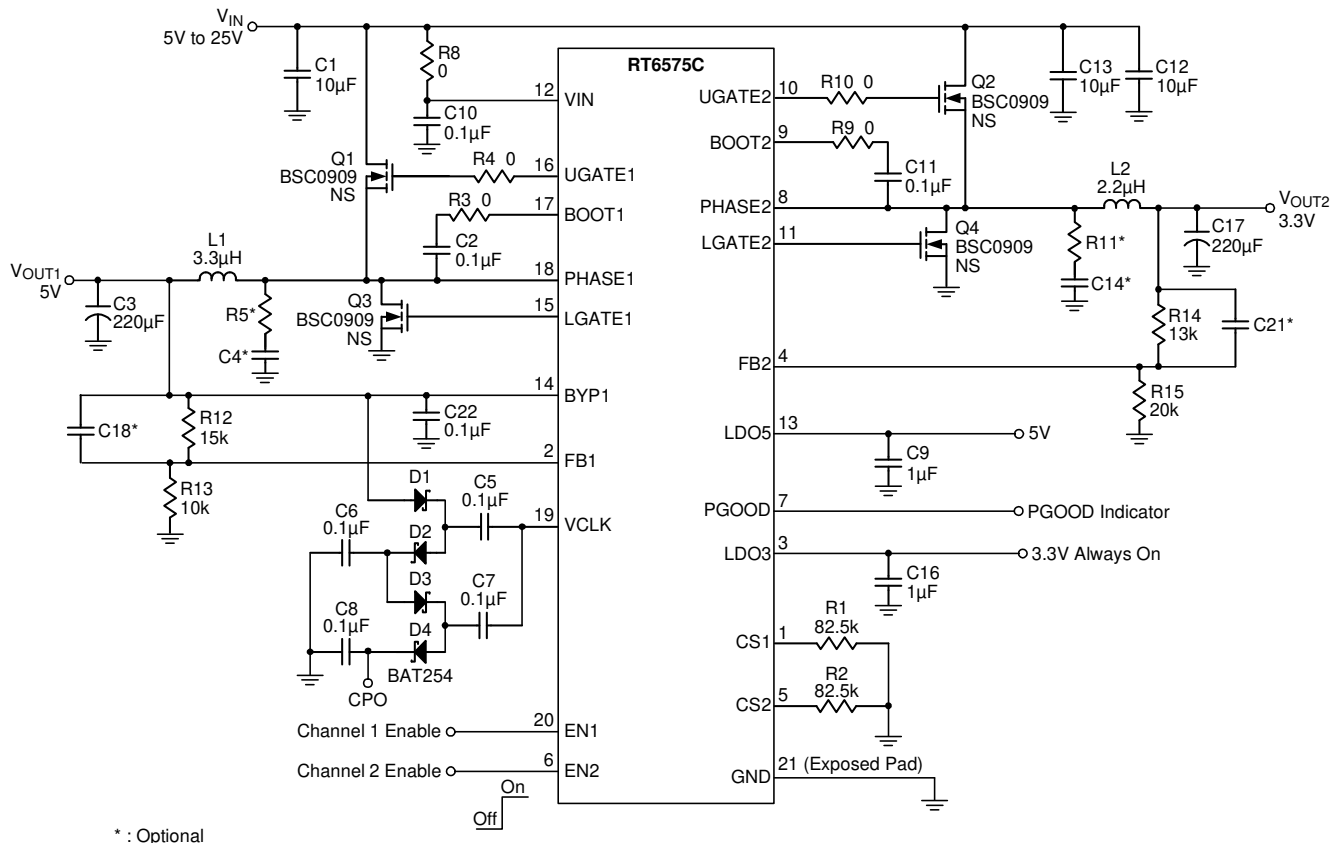 VIN
5V to 25V
C1
10µF
R8
0
C10
0.1µF
12
VIN
RT6575C
UGATE2
10
R10 0
Q2
BSC0909
NS
C13
10µF
C12
10µF
BOOT2
9
R9 0
C11
0.1µF
Q1
BSC0909
NS
R4 0
16
UGATE1
R3 0
17
BOOT1
C2
0.1µF
PHASE2
8
L2
2.2µH
VOUT2
3.3V
LGATE2
11
Q4
BSC0909
NS
R11*
C14*
C17
220µF
VOUT1
5V
L1
3.3µH
18
PHASE1
C3
220µF
R5*
C4*
Q3
BSC0909
NS
15
LGATE1
R14
13k
C21*
FB2
4
R15
20k
14
BYP1
C18*
R12
15k
C22
0.1µF
2
FB1
R13
10k
LDO5
13
5V
C9
1µF
D1
C5
0.1µF
19
VCLK
C6
0.1µF
D2
D3
C7
0.1µF
C8
0.1µF
D4
BAT254
CPO
PGOOD
7
PGOOD Indicator
LDO3
3
3.3V Always On
C16
1µF
CS1
1
R1
82.5k
CS2
5
R2
82.5k
Channel 1 Enable
20
EN1
Channel 2 Enable
6
EN2
GND
21 (Exposed Pad)
On
Off
* : Optional